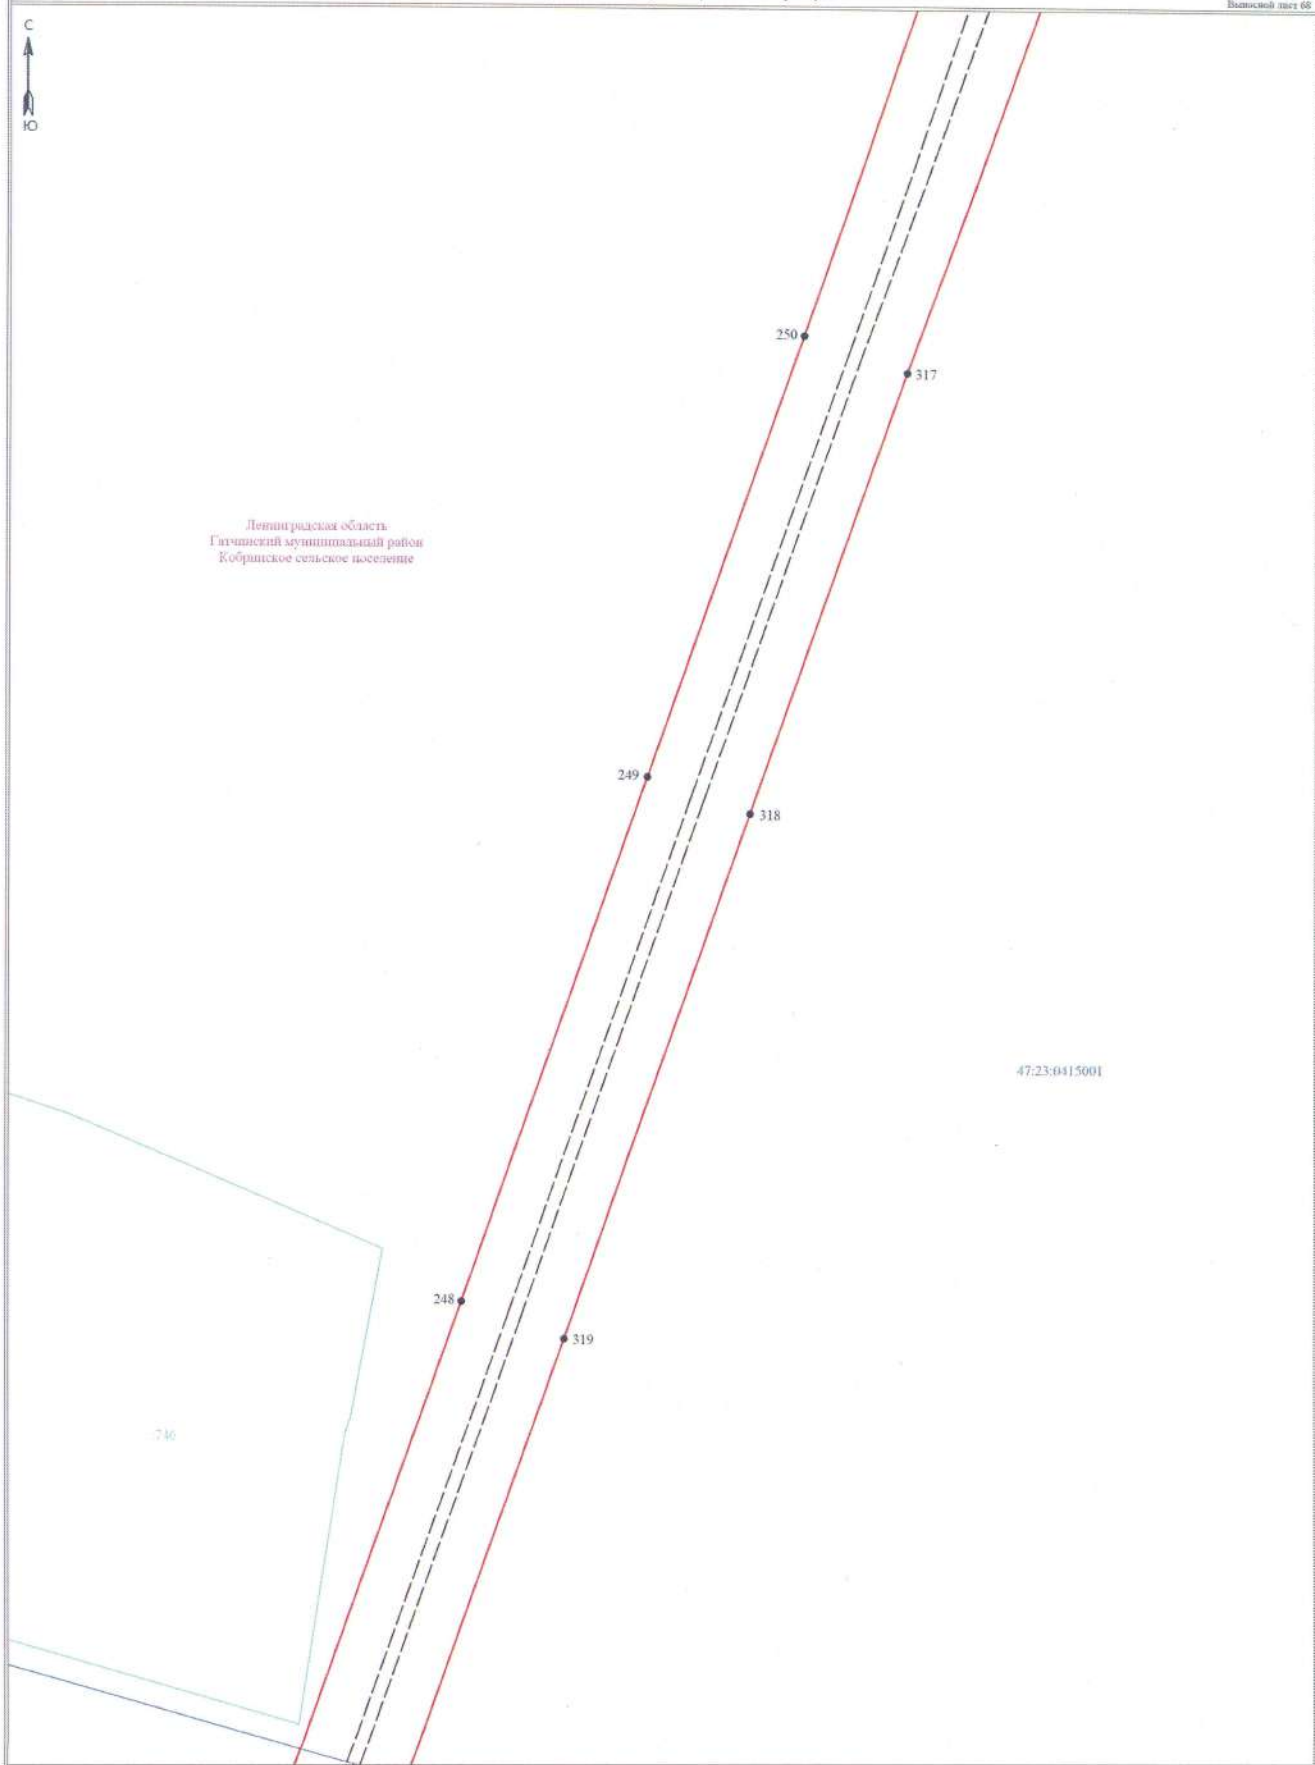 Выносной лист 68
С
Ю
250
317
Ленинградская область
Гатчинский муниципальный район
Кобринское сельское поселение
249
318
47:23:0415001
248
319
:746